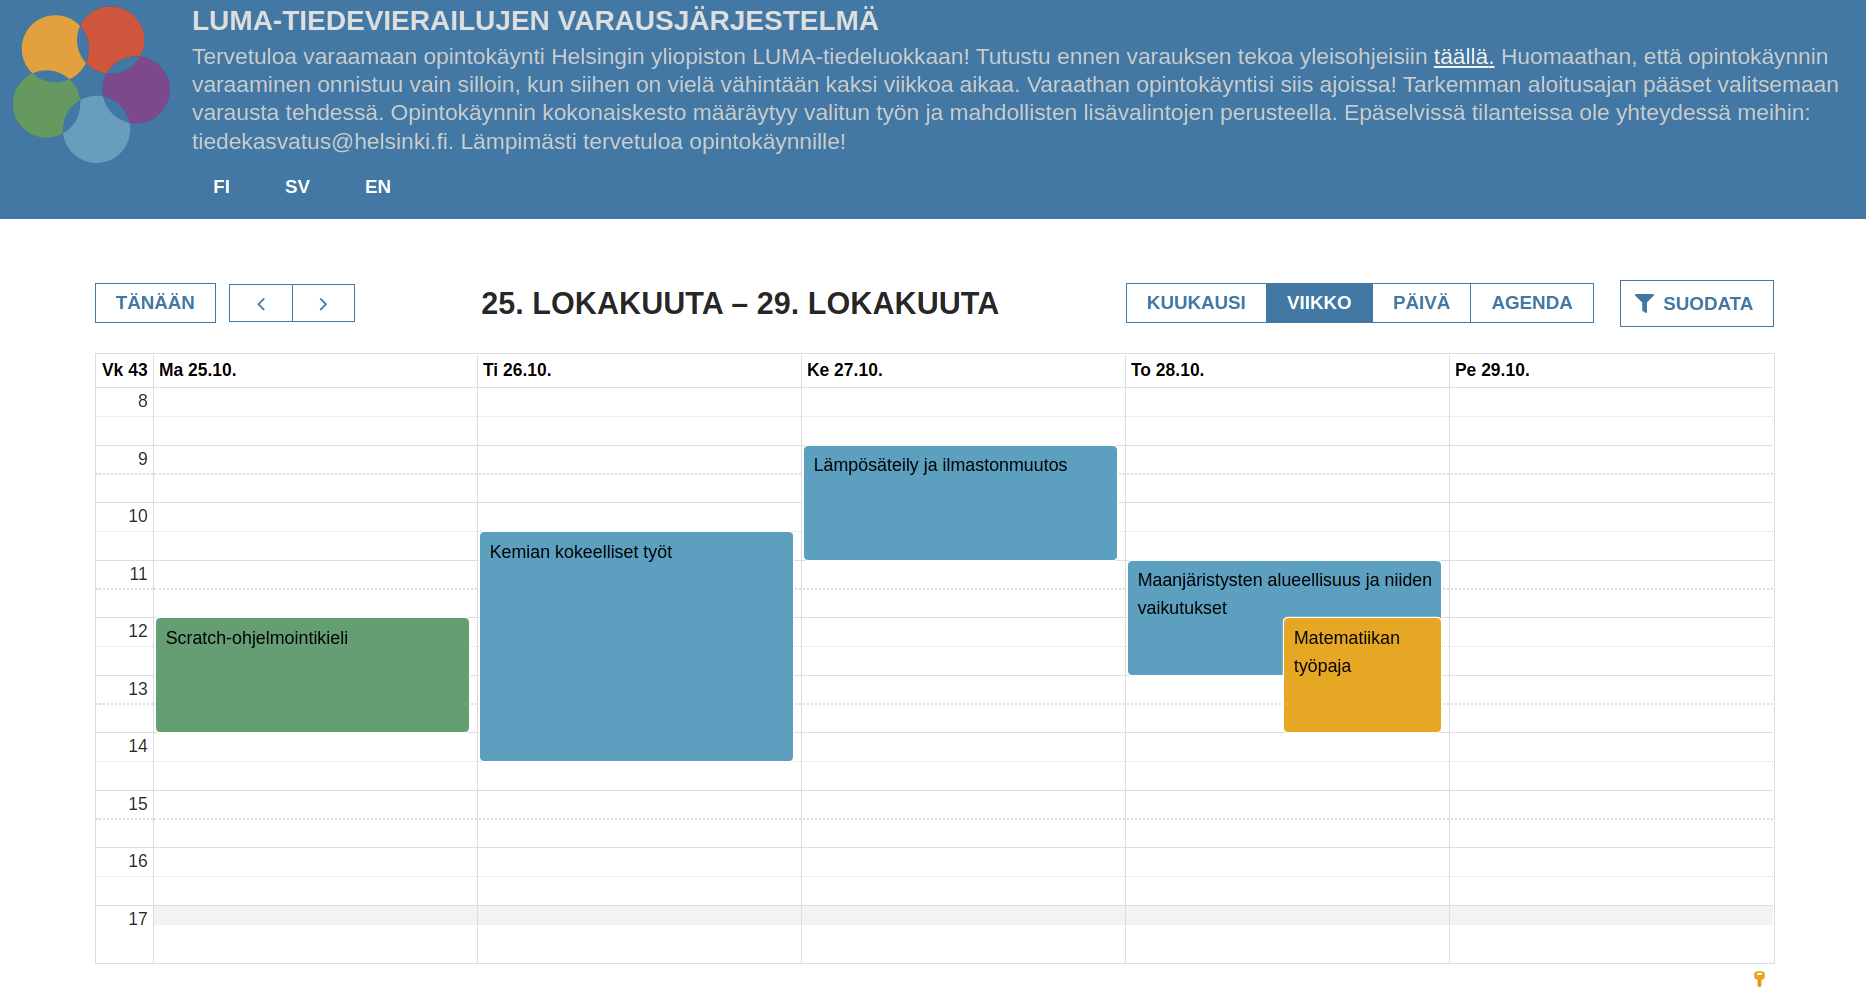 LUMA-TIEDEVIERAILUJEN VARAUSJÄRJESTELMÄ
Tervetuloa varaamaan opintokäynti Helsingin yliopiston LUMA-tiedeluokkaan! Tutustu ennen varauksen tekoa yleisohjeisiin täällä. Huomaathan, että opintokäynnin
varaaminen onnistuu vain silloin, kun siihen on vielä vähintään kaksi viikkoa aikaa. Varaathan opintokäyntisi siis ajoissa! Tarkemman aloitusajan pääset valitsemaan
varausta tehdessä. Opintokäynnin kokonaiskesto määräytyy valitun työn ja mahdollisten lisävalintojen perusteella. Epäselvissä tilanteissa ole yhteydessä meihin:
tiedekasvatus@helsinki.fi. Lämpimästi tervetuloa opintokäynnille!
FI SV EN
TÄNÄÄN 25. LOKAKUUTA – 29. LOKAKUUTA KUUKAUSI VIIKKO PÄIVÄ AGENDA SUODATA
Vk 43 Ma 25.10. Ti 26.10. Ke 27.10. To 28.10. Pe 29.10.
8
9 Lämpösäteily ja ilmastonmuutos
10
Kemian kokeelliset työt
11 Maanjäristysten alueellisuus ja niiden
vaikutukset
12 Scratch-ohjelmointikieli Matematiikan
työpaja
13
14
15
16
17